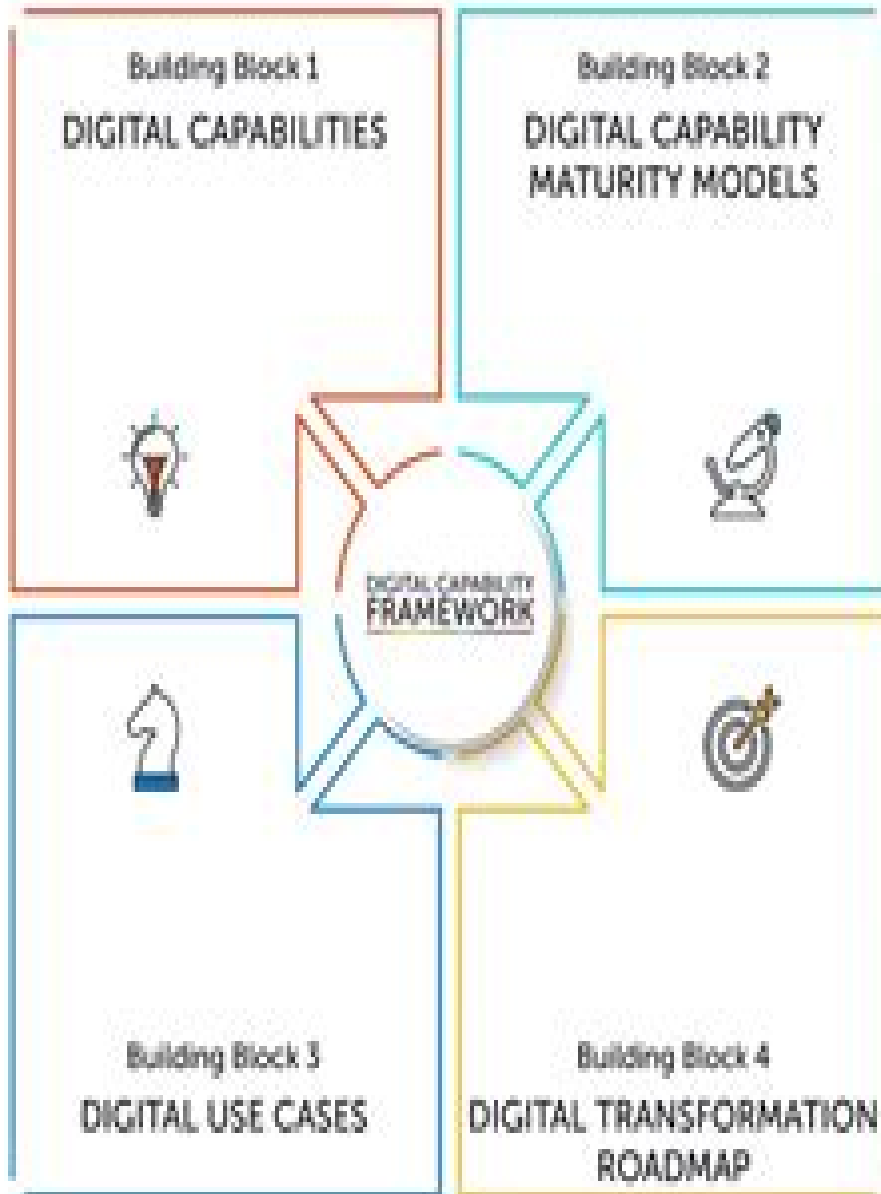 Building Block 1
DIGITAL CAPABILITIES
Building Block 2
DIGITAL CAPABILITY
MATURITY MODELS
DIGITAL CAPABILITY
FRAMEWORK
Building Block 3
DIGITAL USE CASES
Building Block 4
DIGITAL TRANSFORMATION
ROADMAP